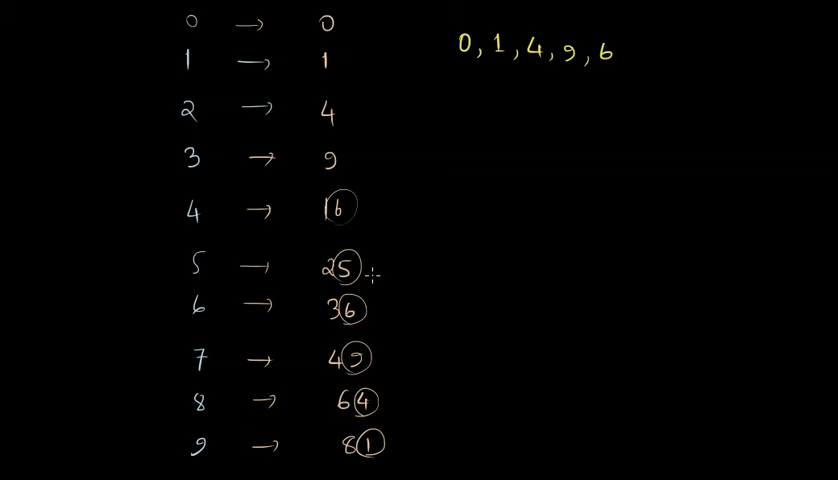 0 → 0
0, 1, 4, 9, 6
1 → 1
2 → 4
3 → 9
4 → 16
5 → 25
6 → 36
7 → 49
8 → 64
9 → 81